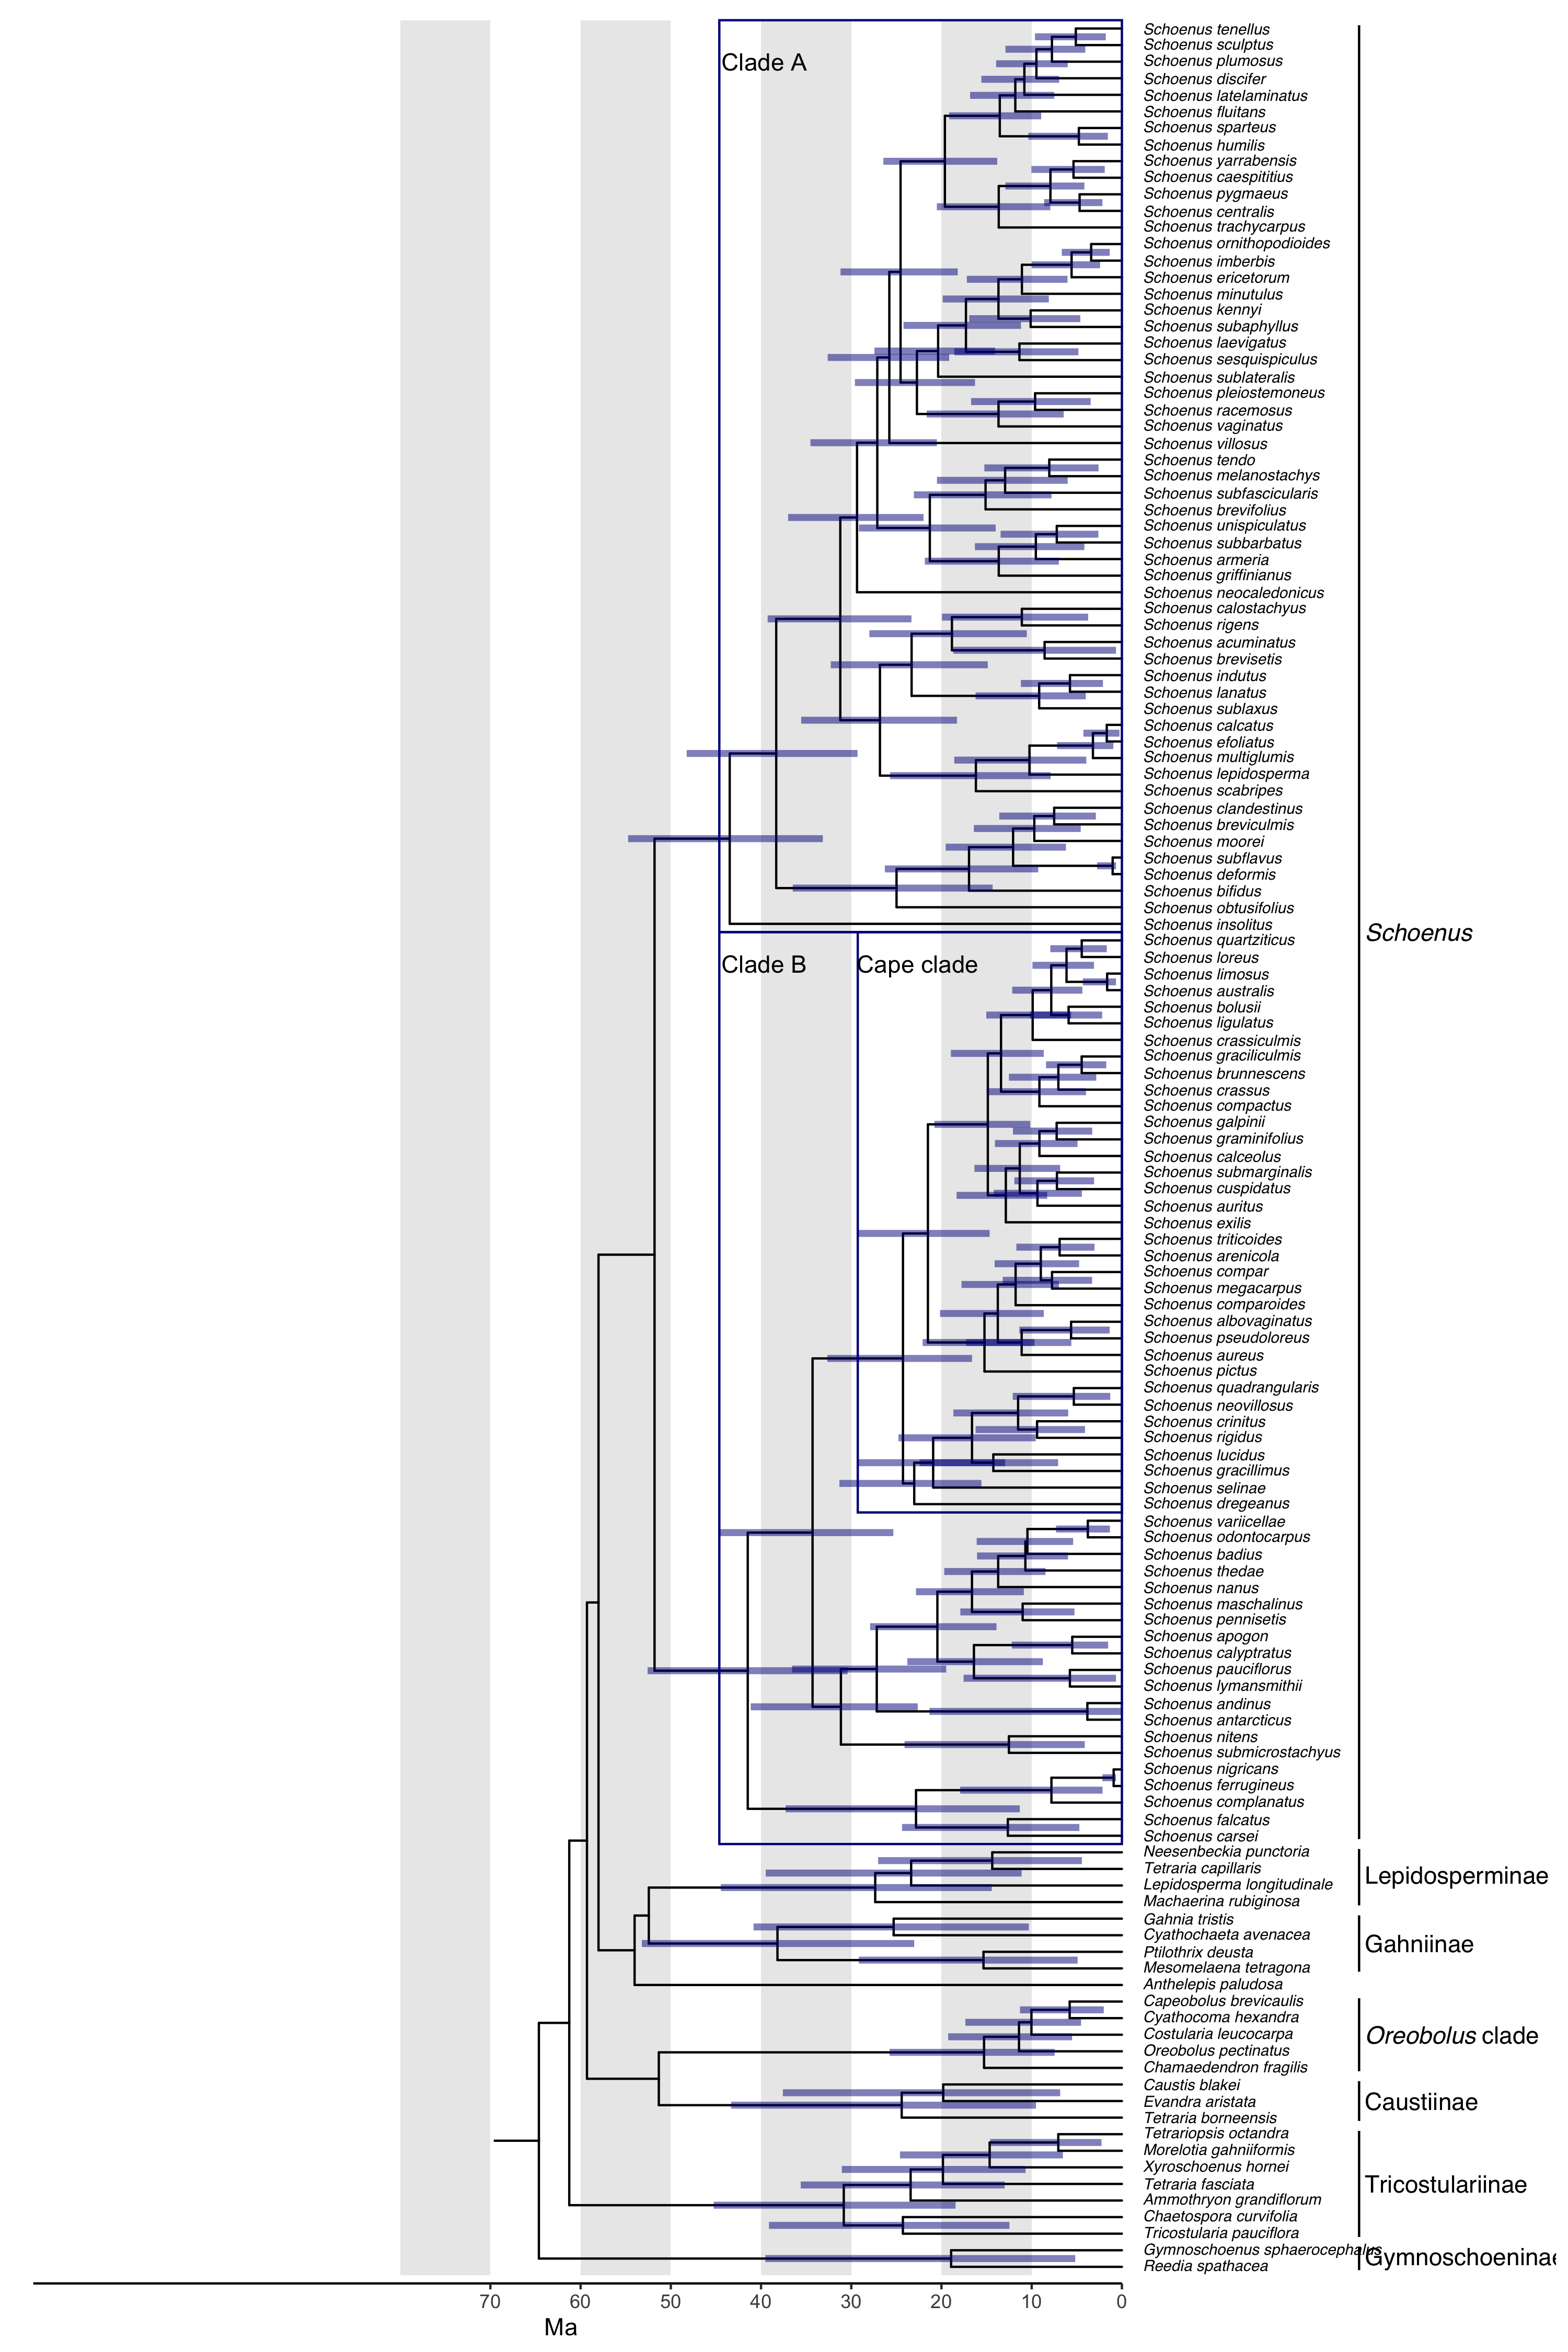 Clade A
Schoenus tenellus
Schoenus sculptus
Schoenus plumosus
Schoenus discifer
Schoenus latelaminatus
Schoenus fluitans
Schoenus sparteus
Schoenus humilis
Schoenus yarrabensis
Schoenus caespititius
Schoenus pygmaeus
Schoenus centralis
Schoenus trachycarpus
Schoenus ornithopodioides
Schoenus imberbis
Schoenus ericetorum
Schoenus minutulus
Schoenus kennyi
Schoenus subaphyllus
Schoenus laevigatus
Schoenus sesquispiculus
Schoenus sublateralis
Schoenus pleiostemoneus
Schoenus racemosus
Schoenus vaginatus
Schoenus villosus
Schoenus tendo
Schoenus melanostachys
Schoenus subfascicularis
Schoenus brevifolius
Schoenus unispiculatus
Schoenus subbarbatus
Schoenus armeria
Schoenus griffinianus
Schoenus neocaledonicus
Schoenus calostachyus
Schoenus rigens
Schoenus acuminatus
Schoenus brevisetis
Schoenus indutus
Schoenus lanatus
Schoenus sublaxus
Schoenus calcatus
Schoenus efoliatus
Schoenus multiglumis
Schoenus lepidosperma
Schoenus scabripes
Schoenus clandestinus
Schoenus breviculmis
Schoenus moorei
Schoenus subflavus
Schoenus deformis
Schoenus bifidus
Schoenus obtusifolius
Schoenus insolitus
Schoenus
Clade B
Cape clade
Schoenus quartziticus
Schoenus loreus
Schoenus limosus
Schoenus australis
Schoenus bolusii
Schoenus ligulatus
Schoenus crassiculmis
Schoenus graciliculmis
Schoenus brunnescens
Schoenus crassus
Schoenus compactus
Schoenus galpinii
Schoenus graminifolius
Schoenus calceolus
Schoenus submarginalis
Schoenus cuspidatus
Schoenus auritus
Schoenus exilis
Schoenus triticoides
Schoenus arenicola
Schoenus compar
Schoenus megacarpus
Schoenus comparoides
Schoenus albovaginatus
Schoenus pseudoloreus
Schoenus aureus
Schoenus pictus
Schoenus quadrangularis
Schoenus neovillosus
Schoenus crinitus
Schoenus rigidus
Schoenus lucidus
Schoenus gracillimus
Schoenus selinae
Schoenus dregeanus
Schoenus variicellae
Schoenus odontocarpus
Schoenus badius
Schoenus thedae
Schoenus nanus
Schoenus maschalinus
Schoenus pennisetis
Schoenus apogon
Schoenus calyptratus
Schoenus pauciflorus
Schoenus lymansmithii
Schoenus andinus
Schoenus antarcticus
Schoenus nitens
Schoenus submicrostachyus
Schoenus nigricans
Schoenus ferrugineus
Schoenus complanatus
Schoenus falcatus
Schoenus carsei
Neesenbeckia punctoria
Tetraria capillaris
Lepidosperma longitudinale
Machaerina rubiginosa
Lepidosperminae
Gahnia tristis
Cyathochaeta avenacea
Ptilothrix deusta
Mesomelaena tetragona
Gahniinae
Anthelepis paludosa
Capeobolus brevicaulis
Cyathocoma hexandra
Costularia leucocarpa
Oreobolus pectinatus
Chamaedendron fragilis
Oreobolus clade
Caustis blakei
Evandra aristata
Tetraria borneensis
Caustiinae
Tetrariopsis octandra
Morelotia gahniiformis
Xyroschoenus hornei
Tetraria fasciata
Ammothryon grandiflorum
Chaetospora curvifolia
Tricostularia pauciflora
Tricostulariinae
Gymnoschoenus sphaerocephalus
Reedia spathacea
Gymnoschoeninae
70 60 50 40 30 20 10 0
Ma